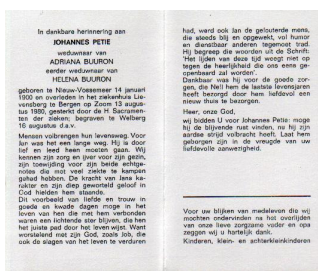 In dankbare herinnering aan
JOHANNES PETIE
weduwnaar van
ADRIANA BUURON
eerder weduwnaar van
HELENA BUURON
geboren te Nieuw-Vossemeer 14 januari
1900 en overleden in het ziekenhuis Lie-
vensberg te Bergen op Zoom 13 augus-
tus 1980, gesterkt door de H. Sacramen-
ten der zieken; begraven te Welberg
16 augustus d.a.v.
Mensen volbrengen hun levensweg. Voor
Jan was het een lange weg. Hij is door
lief en leed heen moeten gaan. Wij
kennen zijn zorg en ijver voor zijn gezin,
zijn toewijding voor zijn beide echtge-
notes die met veel ziekte te kampen
gehad hebben. De kracht van Jans ka-
rakter en zijn diep geworteld geloof in
God hielden hem staande.
Dit voorbeeld van liefde en trouw in
goede en kwade dagen moge in het
leven van hen die met hem verbonden
waren een lichtende ster blijven, die hen
het juiste pad door het leven wijst. Want
worstelend met zijn God, zoals Job, die
ook de slagen van het leven te verduren
had, werd ook Jan de gelouterde mens,
die steeds blij en opgewekt, vol humor
en dienstbaar anderen tegemoet trad.
Hij begreep die woorden uit de Schrift:
'Het lijden van deze tijd weegt niet op
tegen de heerlijkheid die ons eens ge-
openbaard zal worden'.
Dankbaar was hij voor de goede zor-
gen, die Nell hem de laatste levensjaren
heeft bezorgd door hem liefdevol een
nieuw thuis te bezorgen.
Heer, onze God,
wij bidden U voor Johannes Petie: moge
hij de blijvende rust vinden, nu hij zijn
aardse strijd volbracht heeft. Laat hem
geborgen zijn in de vreugde van uw
liefdevolle aanwezigheid.
Voor uw blijken van medeleven die wij
mochten ondervinden na het overlijden
van onze lieve zorgzame vader en opa
zeggen wij u hartelijk dank.
Kinderen, klein- en achterkleinkinderen